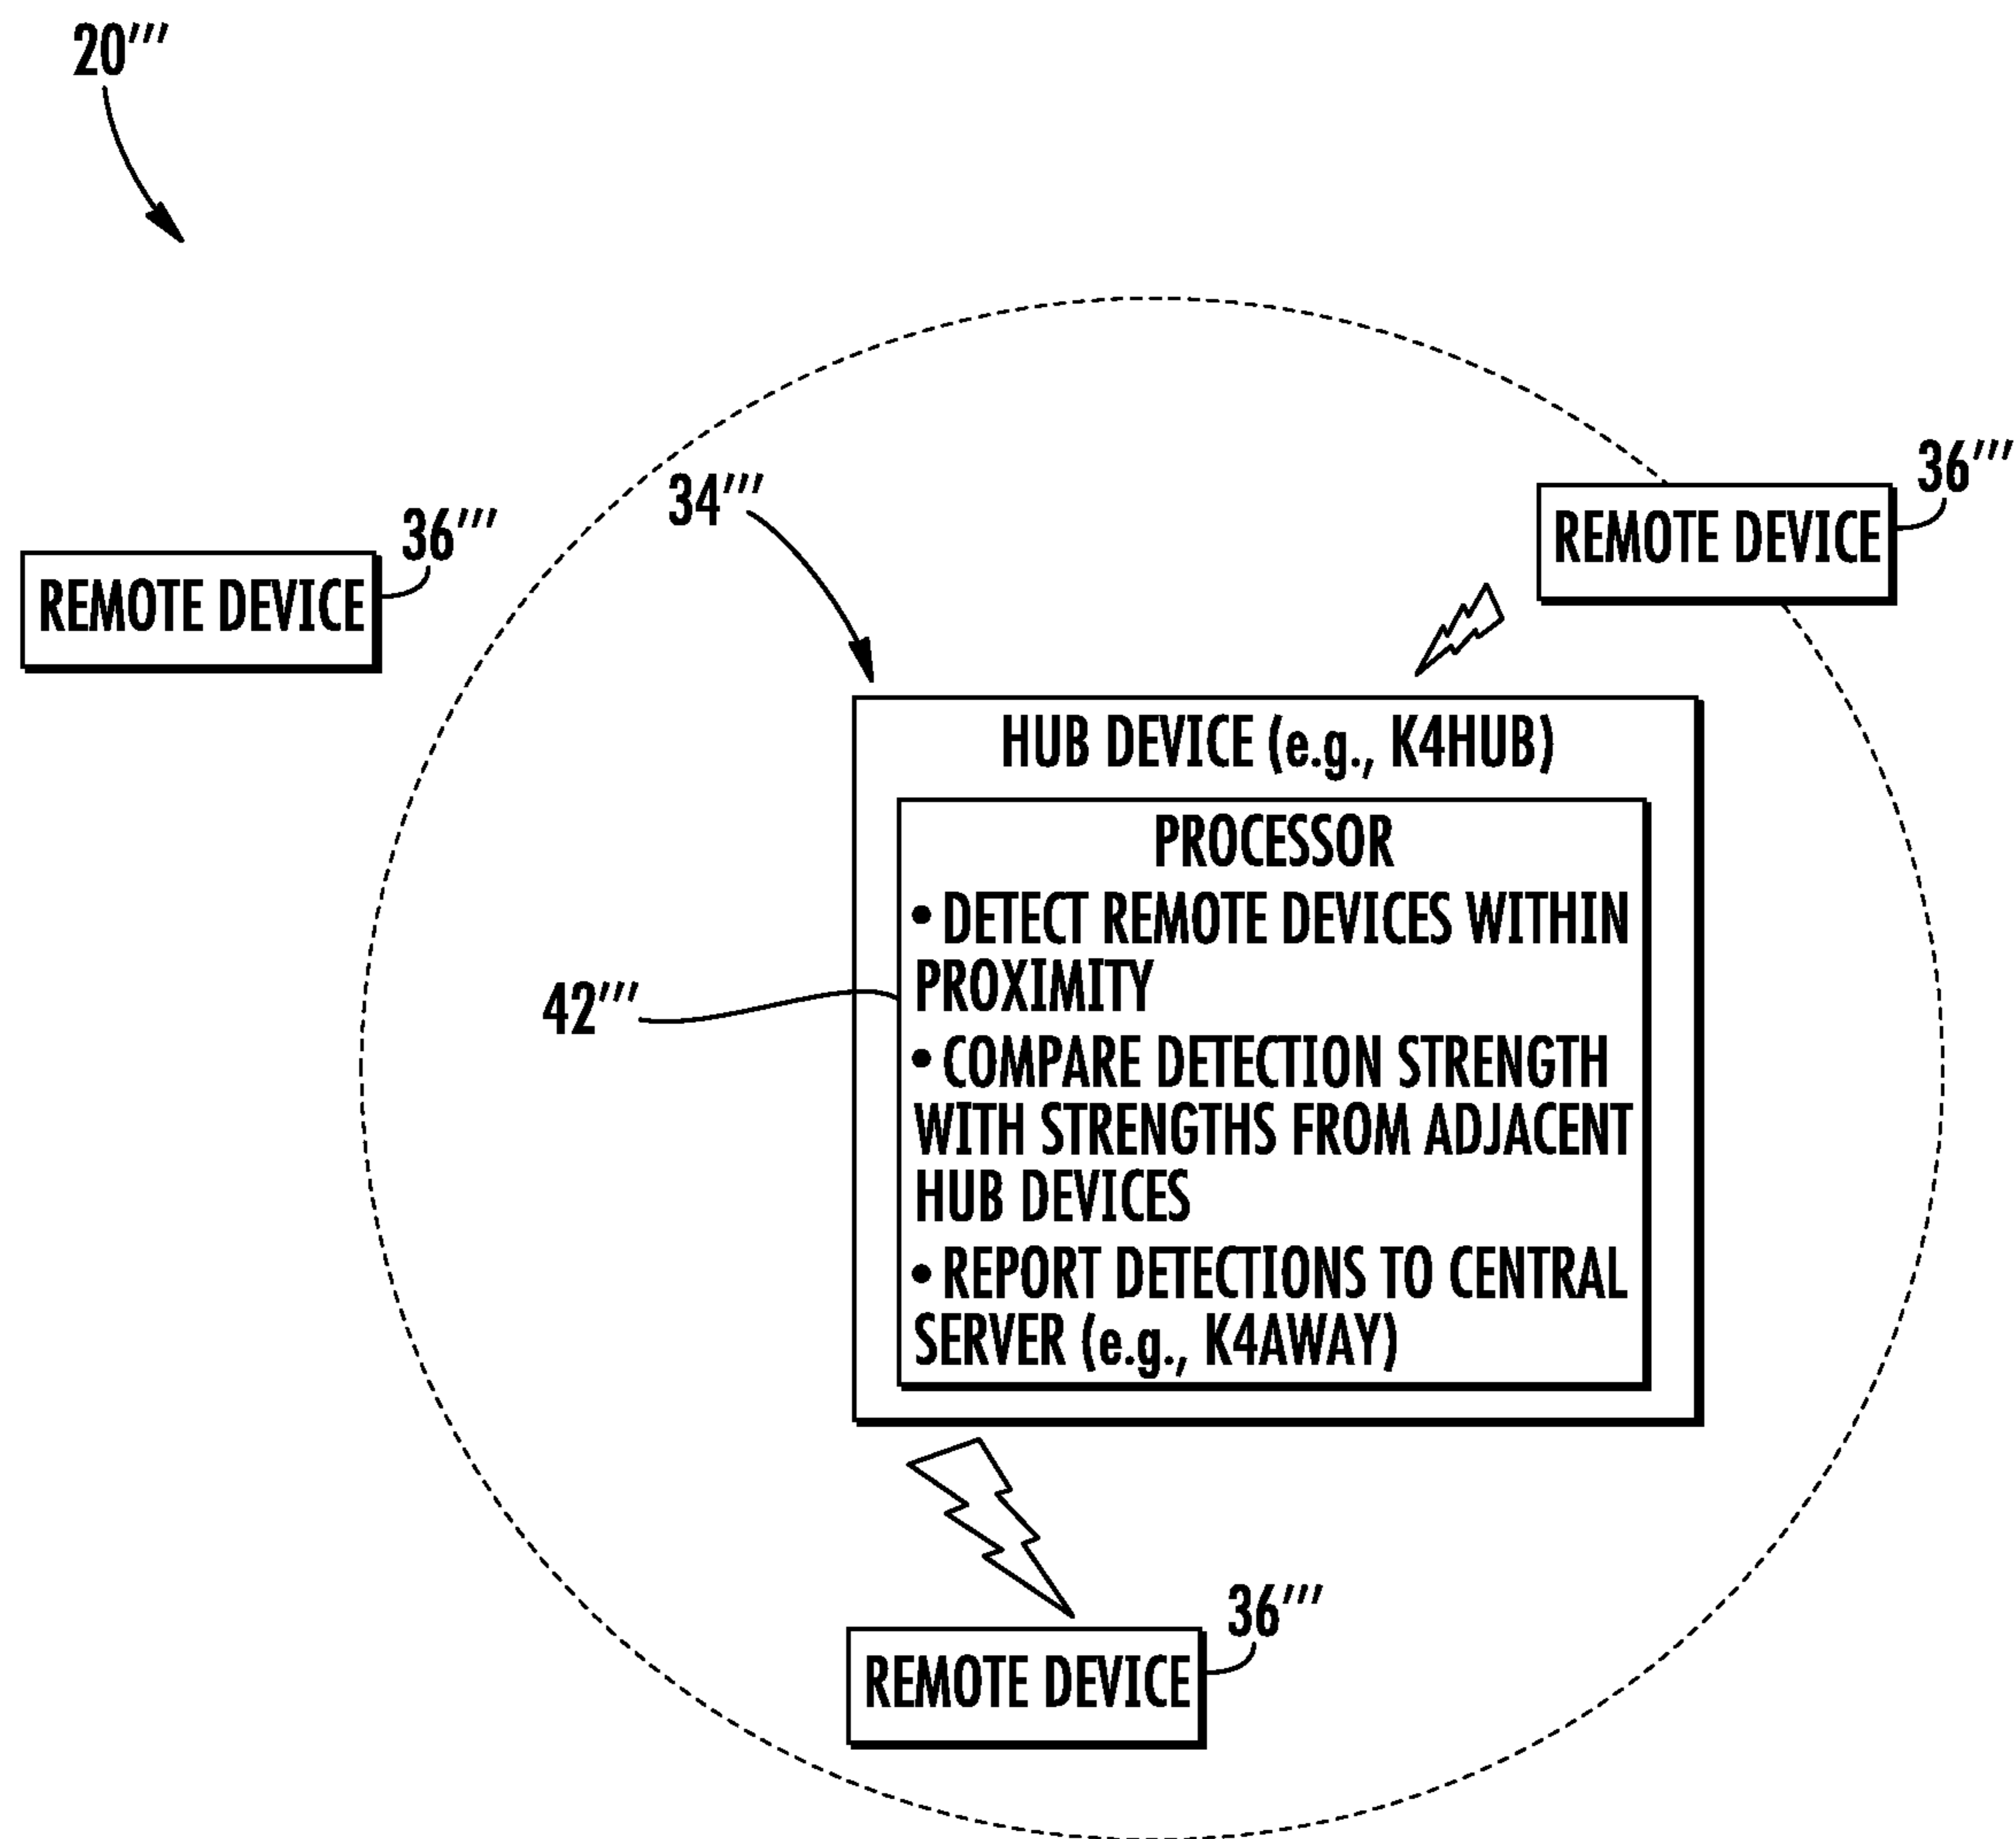 20‴
34‴
36‴
REMOTE DEVICE
36‴
REMOTE DEVICE
HUB DEVICE (e.g., K4HUB)
PROCESSOR
• DETECT REMOTE DEVICES WITHIN
PROXIMITY
42‴
• COMPARE DETECTION STRENGTH
WITH STRENGTHS FROM ADJACENT
HUB DEVICES
• REPORT DETECTIONS TO CENTRAL
SERVER (e.g., K4AWAY)
36‴
REMOTE DEVICE